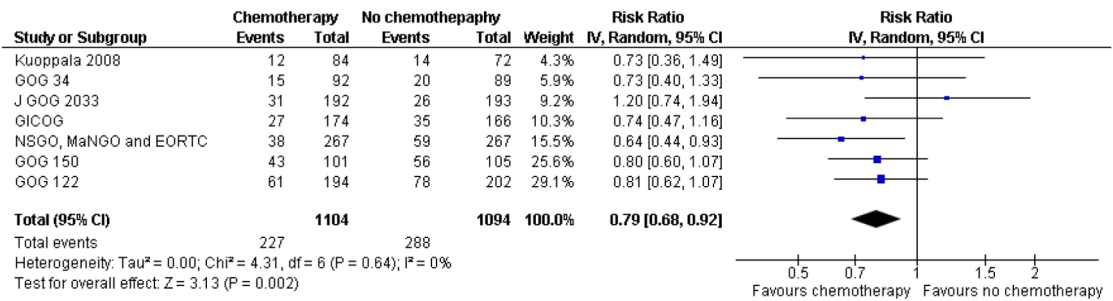 Chemotherapy No chemothepaphy Risk Ratio Risk Ratio
Study or Subgroup Events Total Events Total Weight IV, Random, 95% CI IV, Random, 95% CI
Kuoppala 2008 12 84 14 72 4.3% 0.73 [0.36, 1.49]
GOG 34 15 92 20 89 5.9% 0.73 [0.40, 1.33]
J GOG 2033 31 192 26 193 9.2% 1.20 [0.74, 1.94]
GICOG 27 174 35 166 10.3% 0.74 [0.47, 1.16]
NSGO, MaNGO and EORTC 38 267 59 267 15.5% 0.64 [0.44, 0.93]
GOG 150 43 101 56 105 25.6% 0.80 [0.60, 1.07]
GOG 122 61 194 78 202 29.1% 0.81 [0.62, 1.07]
Total (95% CI) 1104 1094 100.0% 0.79 [0.68, 0.92]
Total events 227 288
Heterogeneity: Tau² = 0.00; Chi² = 4.31, df = 6 (P = 0.64); I² = 0%
Test for overall effect: Z = 3.13 (P = 0.002)
0.5 0.7 1 1.5 2
Favours chemotherapy Favours no chemotherapy